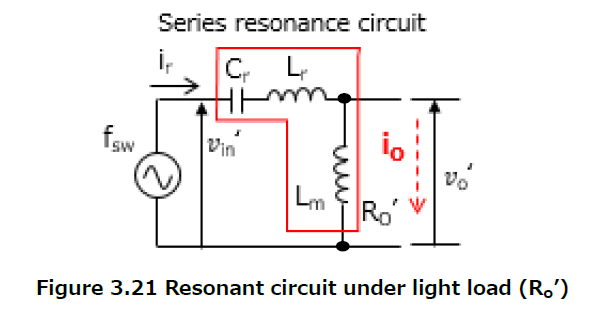 Series resonance circuit
iᵣ
Cᵣ Lᵣ
fsw
vin′
io
vo′
Lm
Ro′
Figure 3.21 Resonant circuit under light load (Ro′)